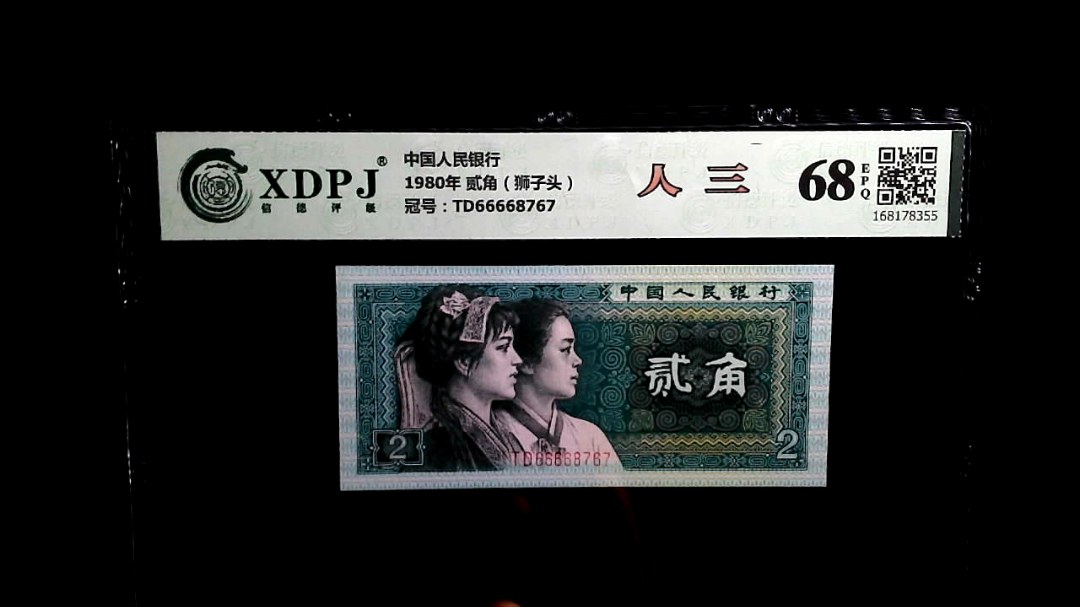 XDPJ®
信德评级
中国人民银行
1980年 贰角（狮子头）
冠号：TD66668767
人三
68
EPQ
168178355
中国人民银行
贰角
2
2
TD66668767